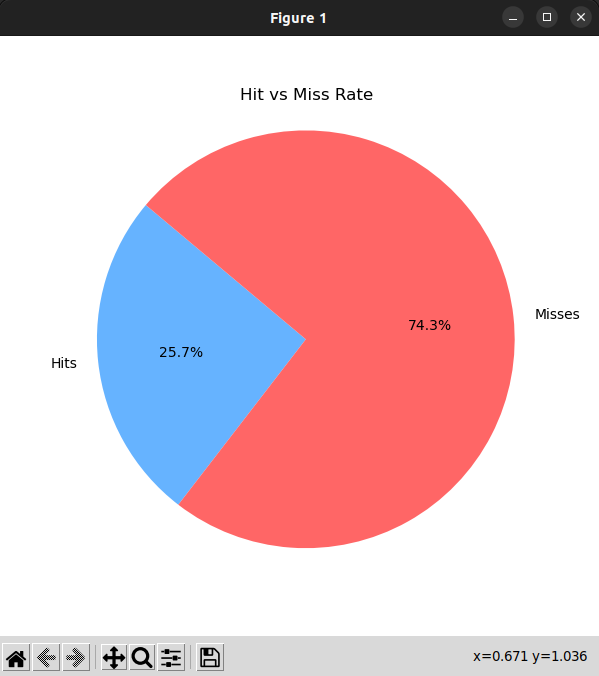 Figure 1
Hit vs Miss Rate
Misses
74.3%
25.7%
Hits
x=0.671 y=1.036